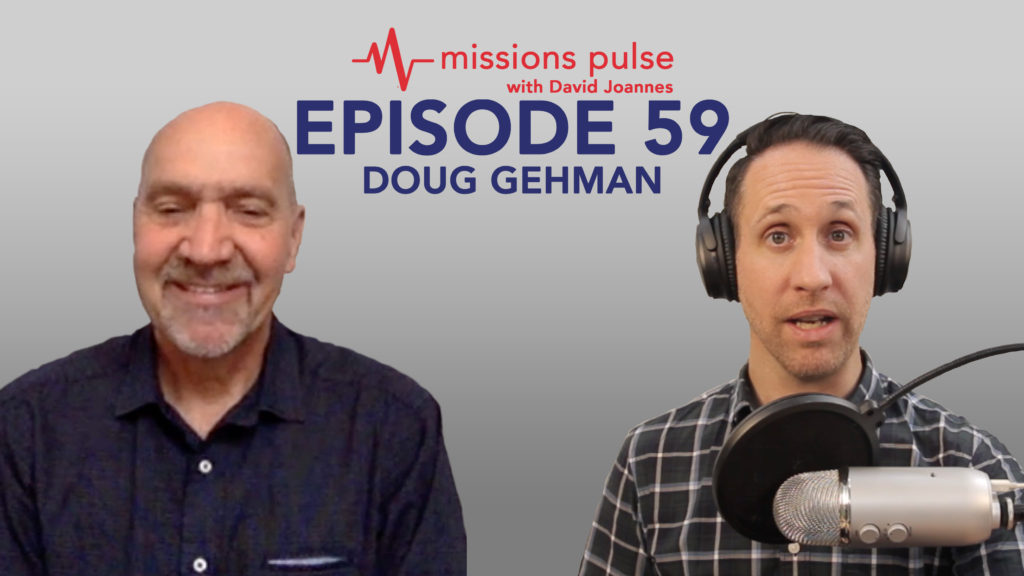 missions pulse
with David Joannes
EPISODE 59
DOUG GEHMAN